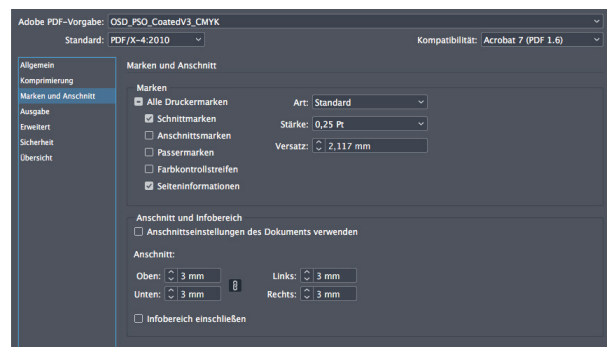 Adobe PDF-Vorgabe: OSD_PSO_CoatedV3_CMYK
Standard: PDF/X-4:2010 Kompatibilität: Acrobat 7 (PDF 1.6)
Allgemein
Komprimierung
Marken und Anschnitt
Ausgabe
Erweitert
Sicherheit
Übersicht
Marken und Anschnitt
Marken
Alle Druckermarken Art: Standard
Schnittmarken Stärke: 0,25 Pt
Anschnittsmarken Versatz: 2,117 mm
Passermarken
Farbkontrollstreifen
Seiteninformationen
Anschnitt und Infobereich
Anschnittseinstellungen des Dokuments verwenden
Anschnitt:
Oben: 3 mm Links: 3 mm
Unten: 3 mm Rechts: 3 mm
Infobereich einschließen